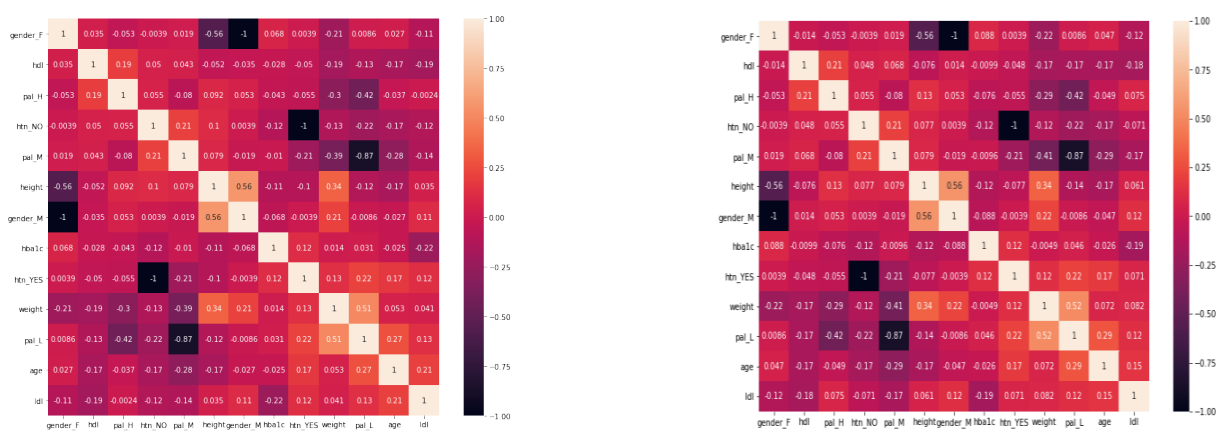 gender_F 1 0.035 -0.053 -0.0039 0.019 -0.56 -1 0.068 0.0039 -0.21 0.0086 0.027 -0.11
hdl 0.035 1 0.19 0.05 0.043 -0.052 -0.035 -0.028 -0.05 -0.19 -0.13 -0.17 -0.19
pal_H -0.053 0.19 1 0.055 -0.08 0.092 0.053 -0.043 -0.055 -0.3 -0.42 -0.037 -0.0024
htn_NO -0.0039 0.05 0.055 1 0.21 0.1 0.0039 -0.12 -1 -0.13 -0.22 -0.17 -0.12
pal_M 0.019 0.043 -0.08 0.21 1 0.079 -0.019 -0.01 -0.21 -0.39 -0.87 -0.28 -0.14
height -0.56 -0.052 0.092 0.1 0.079 1 0.56 -0.11 -0.1 0.34 -0.12 -0.17 0.035
gender_M -1 -0.035 0.053 0.0039 -0.019 0.56 1 -0.068 -0.0039 0.21 -0.0086 -0.027 0.11
hba1c 0.068 -0.028 -0.043 -0.12 -0.01 -0.11 -0.068 1 0.12 0.014 0.031 -0.025 -0.22
htn_YES 0.0039 -0.05 -0.055 -1 -0.21 -0.1 -0.0039 0.12 1 0.13 0.22 0.17 0.12
weight -0.21 -0.19 -0.3 -0.13 -0.39 0.34 0.21 0.014 0.13 1 0.51 0.053 0.041
pal_L 0.0086 -0.13 -0.42 -0.22 -0.87 -0.12 -0.0086 0.031 0.22 0.51 1 0.27 0.13
age 0.027 -0.17 -0.037 -0.17 -0.28 -0.17 -0.027 -0.025 0.17 0.053 0.27 1 0.21
ldl -0.11 -0.19 -0.0024 -0.12 -0.14 0.035 0.11 -0.22 0.12 0.041 0.13 0.21 1
gender_F hdl pal_H htn_NO pal_M height gender_M hba1c htn_YES weight pal_L age ldl
1.00
0.75
0.50
0.25
0.00
-0.25
-0.50
-0.75
-1.00
gender_F 1 -0.014 -0.053 -0.0039 0.019 -0.56 -1 0.088 0.0039 -0.22 0.0086 0.047 -0.12
hdl -0.014 1 0.21 0.048 0.068 -0.076 0.014 -0.0099 -0.048 -0.17 -0.17 -0.17 -0.18
pal_H -0.053 0.21 1 0.055 -0.08 0.13 0.053 -0.076 -0.055 -0.29 -0.42 -0.049 0.075
htn_NO -0.0039 0.048 0.055 1 0.21 0.077 0.0039 -0.12 -1 -0.12 -0.22 -0.17 -0.071
pal_M 0.019 0.068 -0.08 0.21 1 0.079 -0.019 -0.0096 -0.21 -0.41 -0.87 -0.29 -0.17
height -0.56 -0.076 0.13 0.077 0.079 1 0.56 -0.12 -0.077 0.34 -0.14 -0.17 0.061
gender_M -1 0.014 0.053 0.0039 -0.019 0.56 1 -0.088 -0.0039 0.22 -0.0086 -0.047 0.12
hba1c 0.088 -0.0099 -0.076 -0.12 -0.0096 -0.12 -0.088 1 0.12 -0.0049 0.046 -0.026 -0.19
htn_YES 0.0039 -0.048 -0.055 -1 -0.21 -0.077 -0.0039 0.12 1 0.12 0.22 0.17 0.071
weight -0.22 -0.17 -0.29 -0.12 -0.41 0.34 0.22 -0.0049 0.12 1 0.52 0.072 0.082
pal_L 0.0086 -0.17 -0.42 -0.22 -0.87 -0.14 -0.0086 0.046 0.22 0.52 1 0.29 0.12
age 0.047 -0.17 -0.049 -0.17 -0.29 -0.17 -0.047 -0.026 0.17 0.072 0.29 1 0.15
ldl -0.12 -0.18 0.075 -0.071 -0.17 0.061 0.12 -0.19 0.071 0.082 0.12 0.15 1
gender_F hdl pal_H htn_NO pal_M height gender_M hba1c htn_YES weight pal_L age ldl
1.00
0.75
0.50
0.25
0.00
-0.25
-0.50
-0.75
-1.00